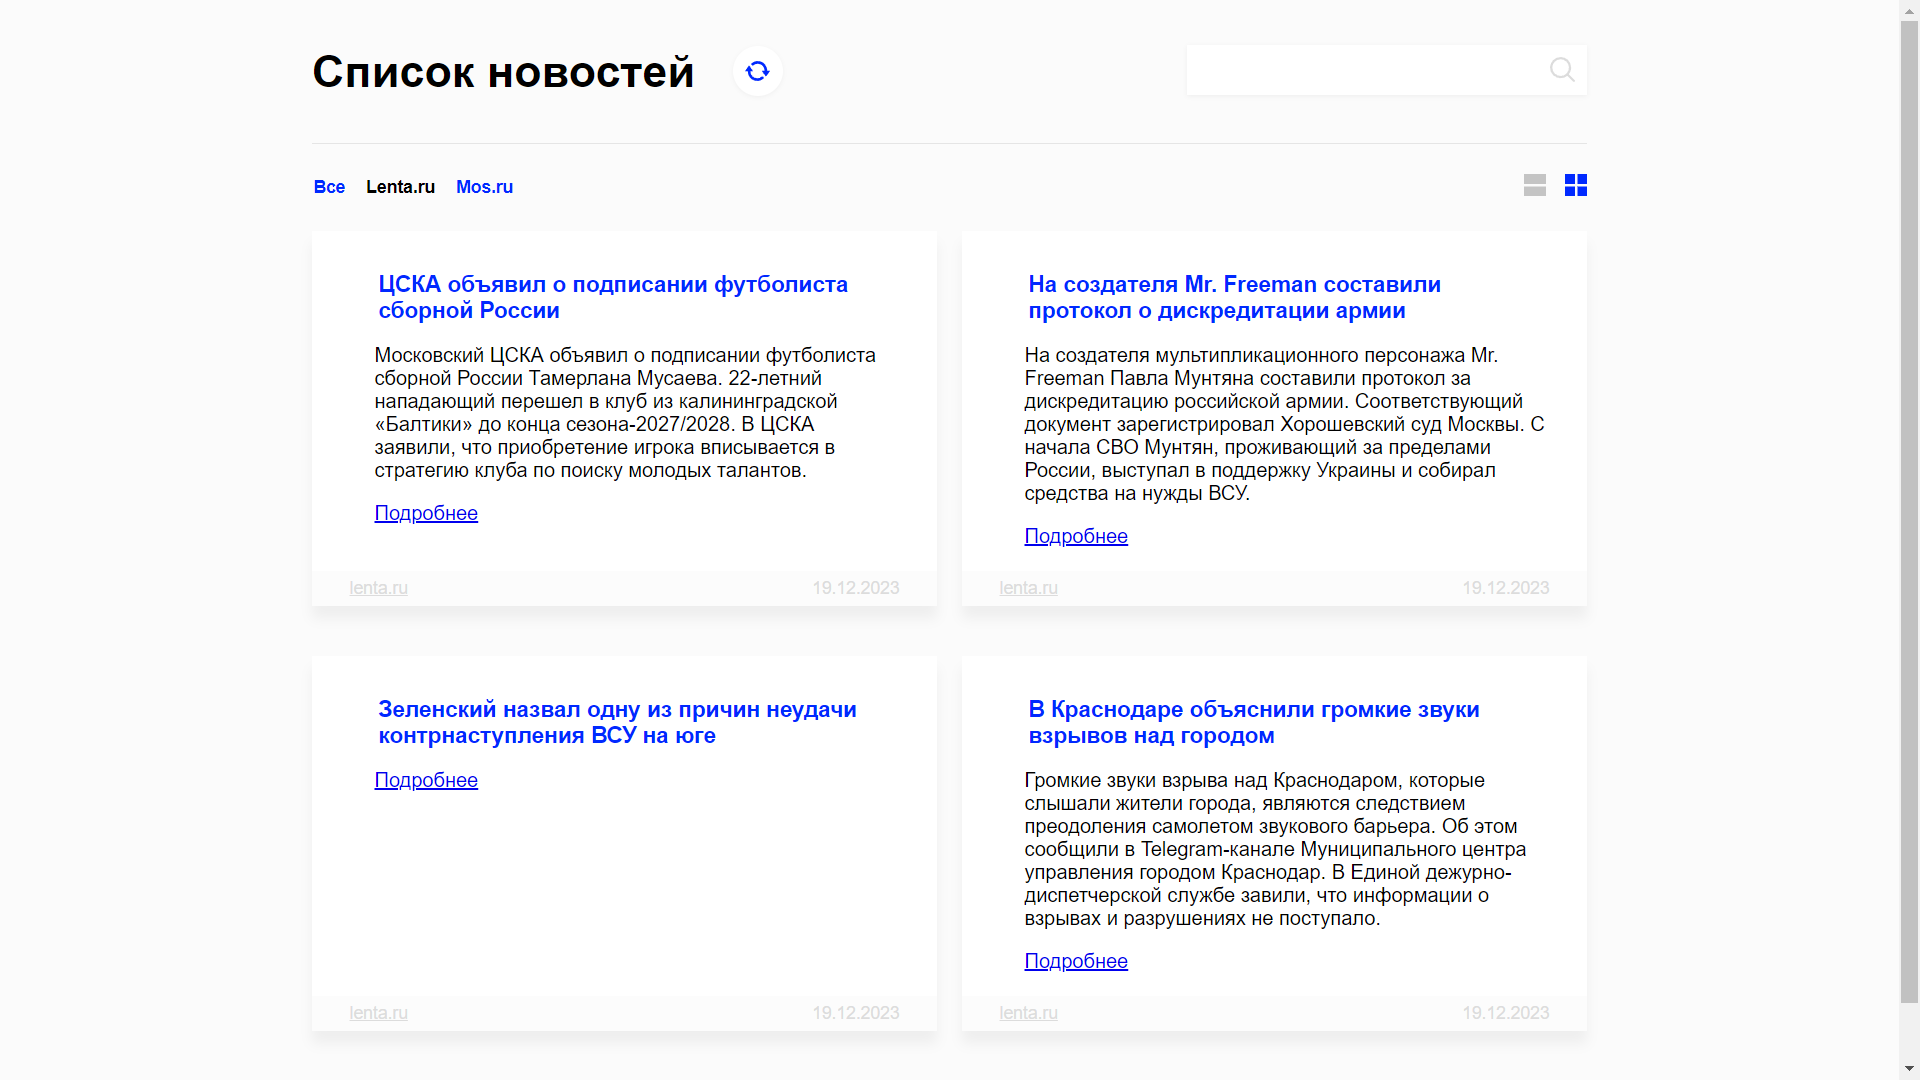 Список новостей
Все Lenta.ru Mos.ru
ЦСКА объявил о подписании футболиста
сборной России
Московский ЦСКА объявил о подписании футболиста
сборной России Тамерлана Мусаева. 22-летний
нападающий перешел в клуб из калининградской
«Балтики» до конца сезона-2027/2028. В ЦСКА
заявили, что приобретение игрока вписывается в
стратегию клуба по поиску молодых талантов.
Подробнее
lenta.ru 19.12.2023
На создателя Mr. Freeman составили
протокол о дискредитации армии
На создателя мультипликационного персонажа Mr.
Freeman Павла Мунтяна составили протокол за
дискредитацию российской армии. Соответствующий
документ зарегистрировал Хорошевский суд Москвы. С
начала СВО Мунтян, проживающий за пределами
России, выступал в поддержку Украины и собирал
средства на нужды ВСУ.
Подробнее
lenta.ru 19.12.2023
Зеленский назвал одну из причин неудачи
контрнаступления ВСУ на юге
Подробнее
lenta.ru 19.12.2023
В Краснодаре объяснили громкие звуки
взрывов над городом
Громкие звуки взрыва над Краснодаром, которые
слышали жители города, являются следствием
преодоления самолетом звукового барьера. Об этом
сообщили в Telegram-канале Муниципального центра
управления городом Краснодар. В Единой дежурно-
диспетчерской службе завили, что информации о
взрывах и разрушениях не поступало.
Подробнее
lenta.ru 19.12.2023